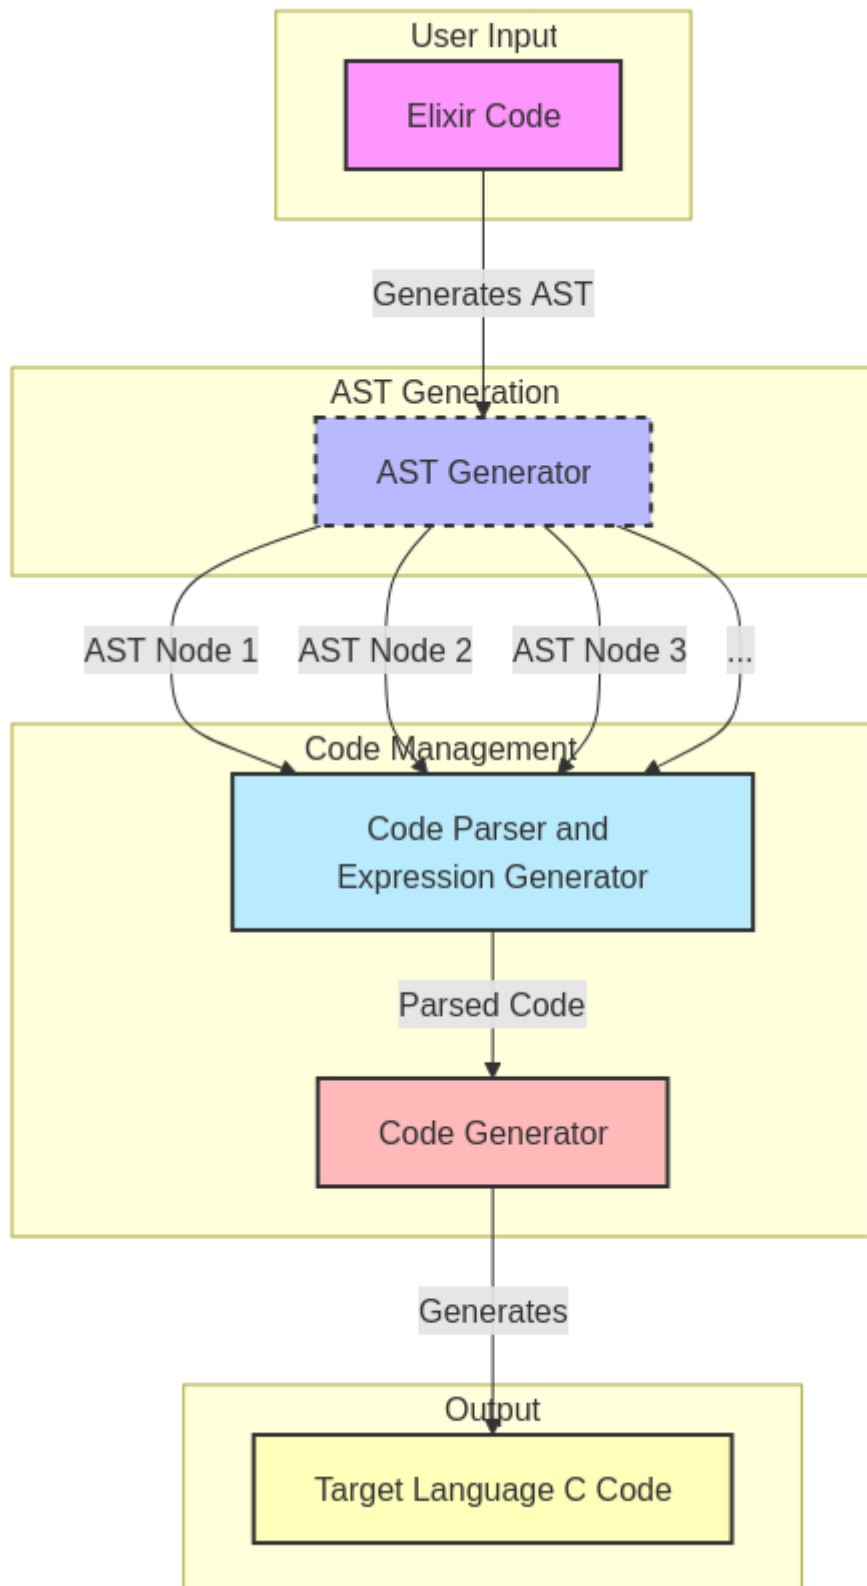 User Input
Elixir Code
Generates AST
AST Generation
AST Generator
AST Node 1
AST Node 2
AST Node 3
...
Code Management
Code Parser and
Expression Generator
Parsed Code
Code Generator
Generates
Output
Target Language C Code